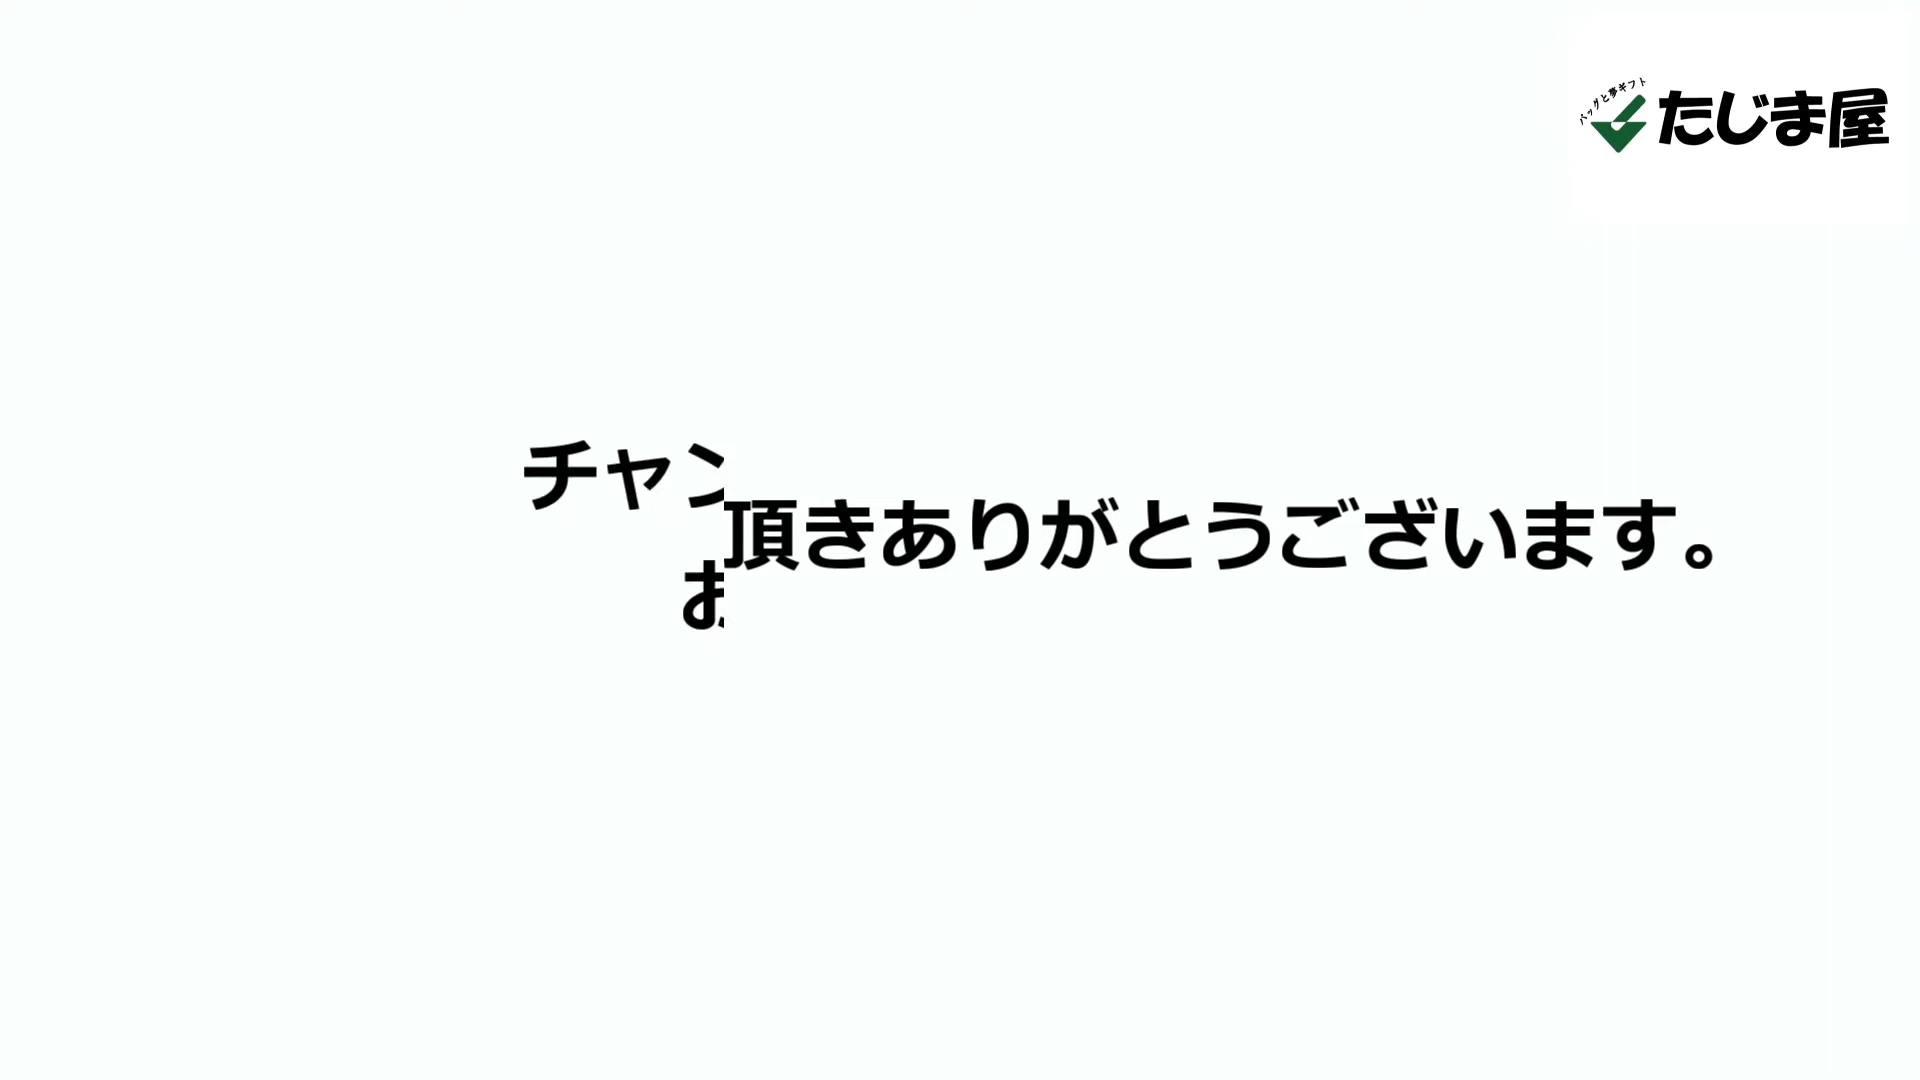 バッグと夢ギフト
たじま屋
チャン
頂きありがとうございます。
お